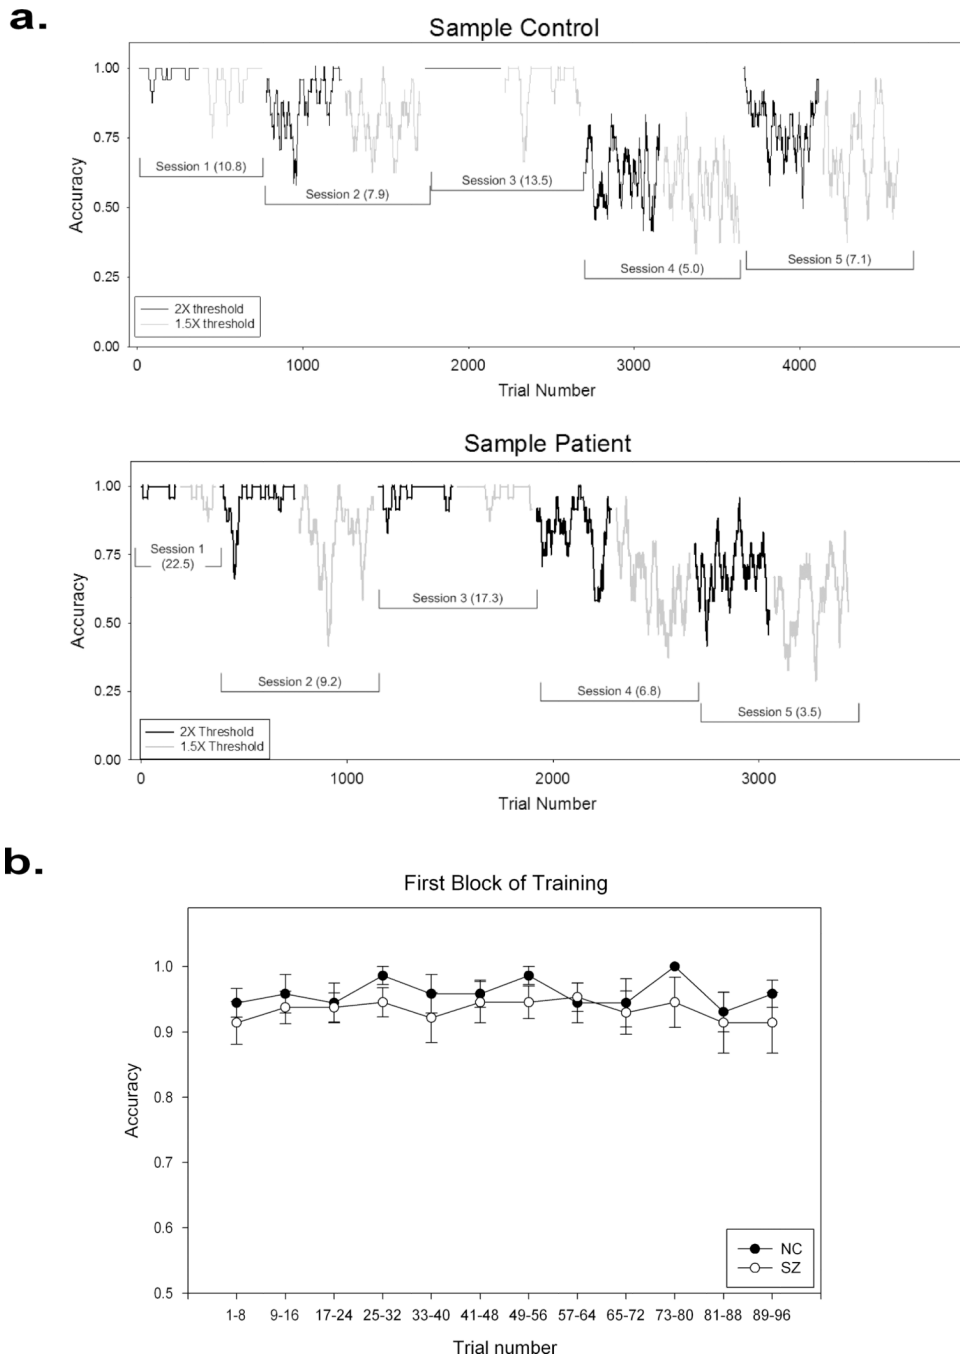 a.
Sample Control
1.00
0.75
0.50
0.25
0.00
Accuracy
Session 1 (10.8)
Session 2 (7.9)
Session 3 (13.5)
Session 4 (5.0)
Session 5 (7.1)
2X threshold
1.5X threshold
0 1000 2000 3000 4000
Trial Number
Sample Patient
1.00
0.75
0.50
0.25
0.00
Accuracy
Session 1
(22.5)
Session 2 (9.2)
Session 3 (17.3)
Session 4 (6.8)
Session 5 (3.5)
2X Threshold
1.5X Threshold
0 1000 2000 3000
Trial Number
b.
First Block of Training
1.0
0.9
0.8
0.7
0.6
0.5
Accuracy
NC
SZ
1-8 9-16 17-24 25-32 33-40 41-48 49-56 57-64 65-72 73-80 81-88 89-96
Trial number